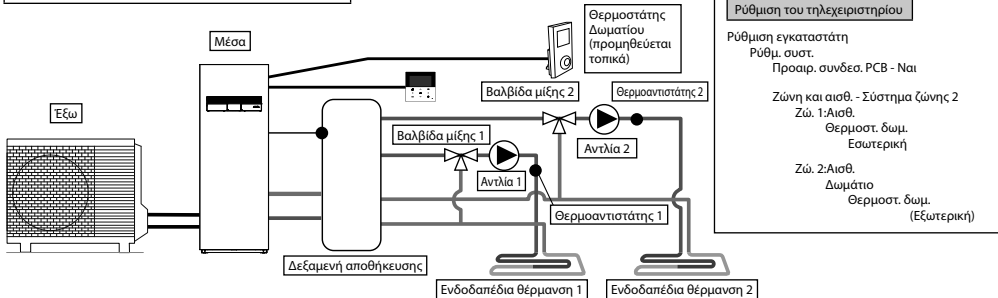 Έξω
Μέσα
Θερμοστάτης
Δωματίου
(προμηθεύεται
τοπικά)
Βαλβίδα μίξης 2
Θερμοαντιστάτης 2
Βαλβίδα μίξης 1
Αντλία 2
Αντλία 1
Θερμοαντιστάτης 1
Δεξαμενή αποθήκευσης
Ενδοδαπέδια θέρμανση 1
Ενδοδαπέδια θέρμανση 2
Ρύθμιση του τηλεχειριστηρίου
Ρύθμιση εγκαταστάτη
Ρύθμ. συστ.
Προαιρ. συνδεσ. PCB - Ναι
Ζώνη και αισθ. - Σύστημα ζώνης 2
Ζώ. 1:Αισθ.
Θερμοστ. δωμ.
Εσωτερική
Ζώ. 2:Αισθ.
Δωμάτιο
Θερμοστ. δωμ.
(Εξωτερική)